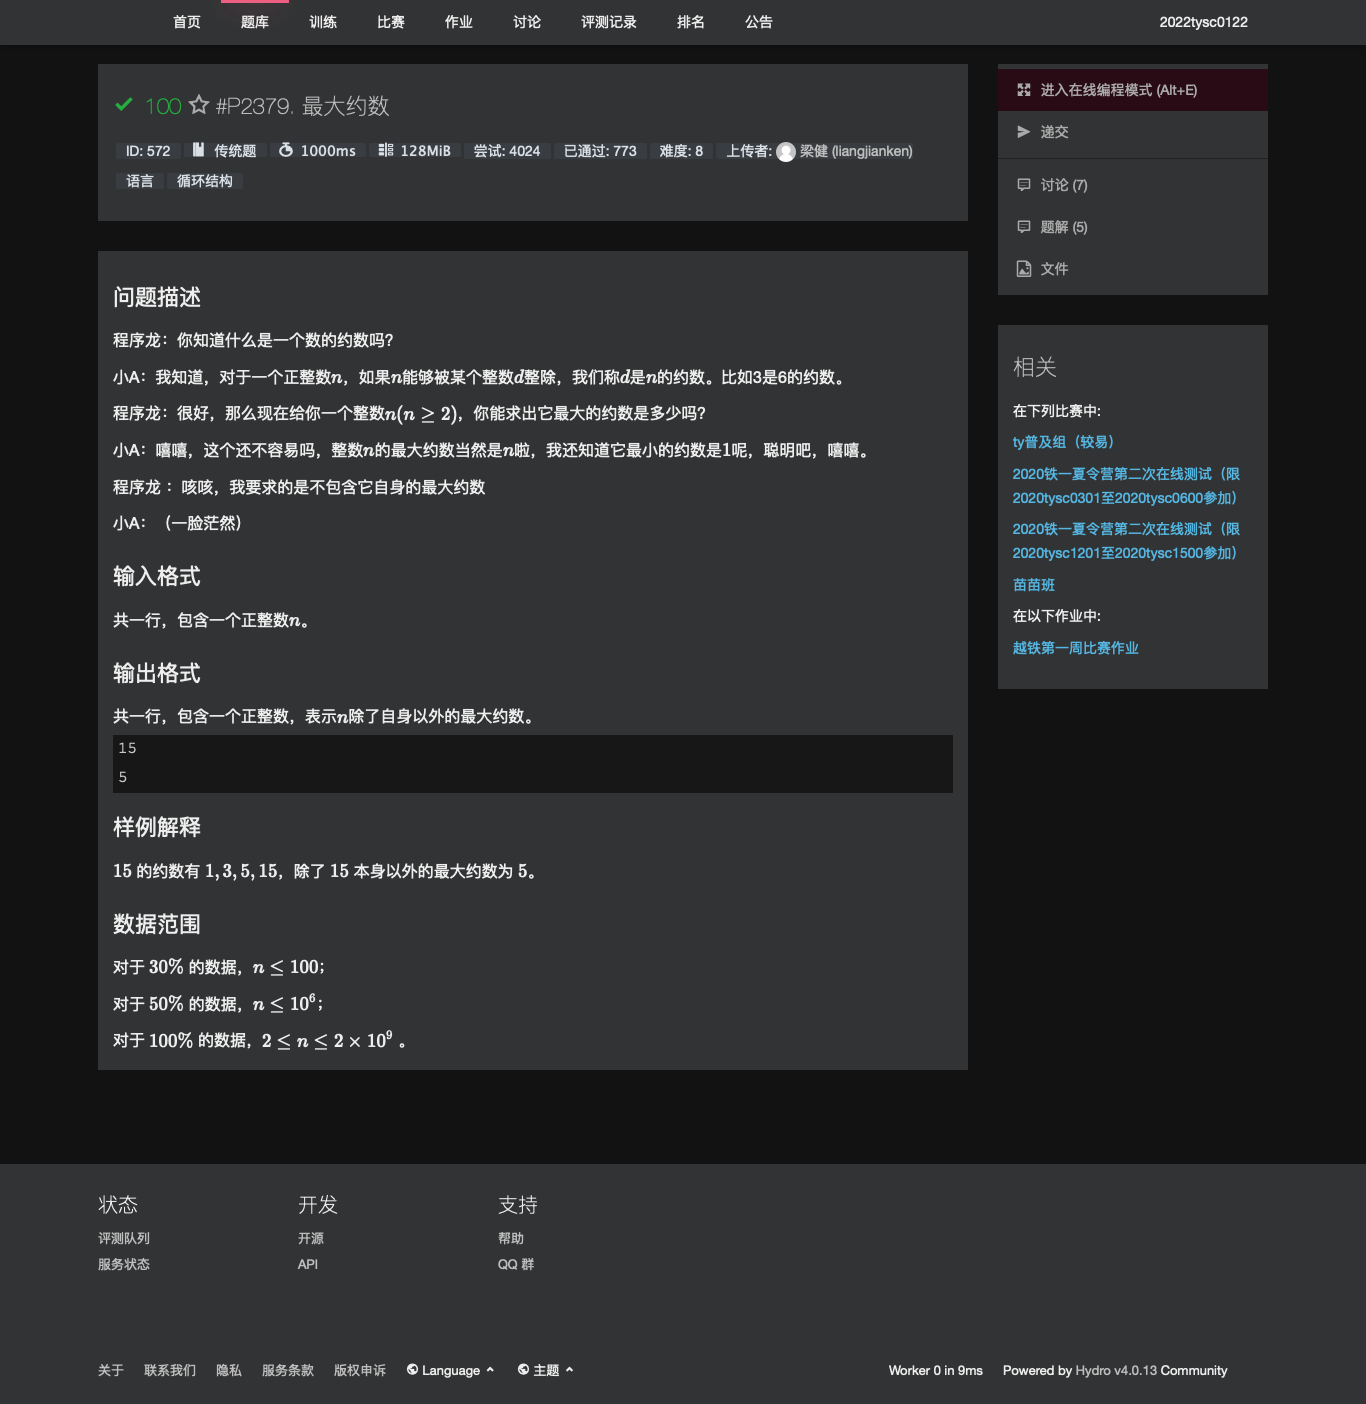 首页 题库 训练 比赛 作业 讨论 评测记录 排名 公告 2022tysc0122
100 #P2379. 最大约数
ID: 572 传统题 1000ms 128MiB 尝试: 4024 已通过: 773 难度: 8 上传者: 梁健 (liangjianken)
语言 循环结构
进入在线编程模式 (Alt+E)
递交
讨论 (7)
题解 (5)
文件
问题描述
程序龙：你知道什么是一个数的约数吗?
小A：我知道，对于一个正整数n，如果n能够被某个整数d整除，我们称d是n的约数。比如3是6的约数。
程序龙：很好，那么现在给你一个整数n(n ≥ 2)，你能求出它最大的约数是多少吗?
小A：嘻嘻，这个还不容易吗，整数n的最大约数当然是n啦，我还知道它最小的约数是1呢，聪明吧，嘻嘻。
程序龙 ：咳咳，我要求的是不包含它自身的最大约数
小A：（一脸茫然）
输入格式
共一行，包含一个正整数n。
输出格式
共一行，包含一个正整数，表示n除了自身以外的最大约数。
15
5
样例解释
15 的约数有 1, 3, 5, 15，除了 15 本身以外的最大约数为 5。
数据范围
对于 30% 的数据，n ≤ 100；
对于 50% 的数据，n ≤ 10⁶；
对于 100% 的数据，2 ≤ n ≤ 2 × 10⁹ 。
相关
在下列比赛中:
ty普及组（较易）
2020铁一夏令营第二次在线测试（限
2020tysc0301至2020tysc0600参加）
2020铁一夏令营第二次在线测试（限
2020tysc1201至2020tysc1500参加）
苗苗班
在以下作业中:
越铁第一周比赛作业
状态 开发 支持
评测队列 开源 帮助
服务状态 API QQ 群
关于 联系我们 隐私 服务条款 版权申诉 Language 主题 Worker 0 in 9ms Powered by Hydro v4.0.13 Community